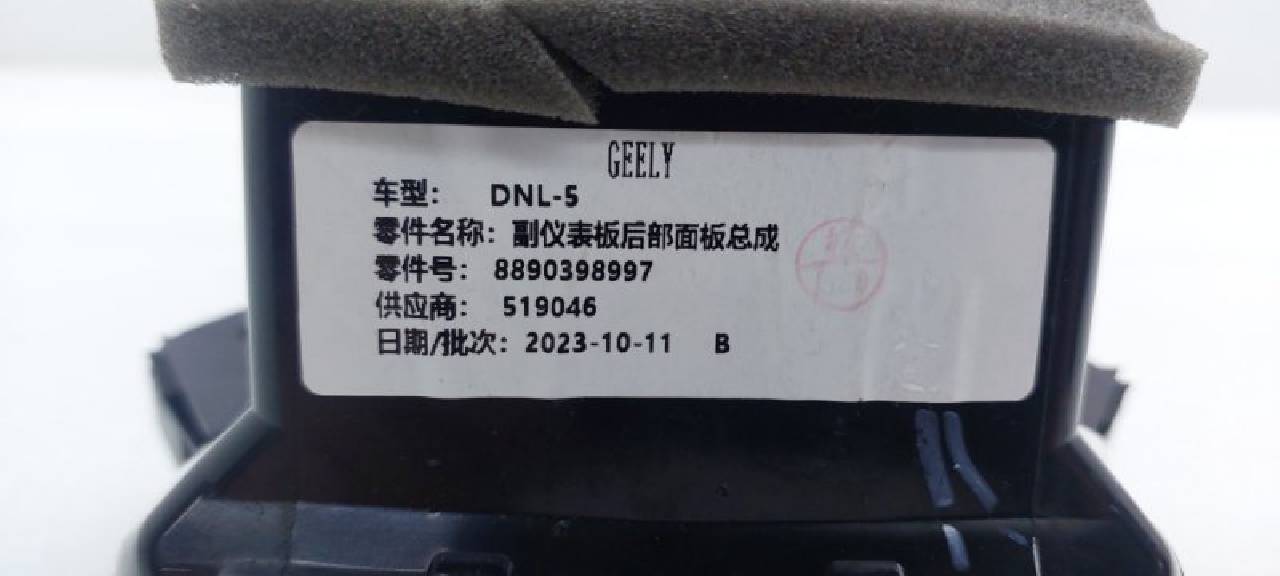 GEELY
车型： DNL-5
零件名称：副仪表板后部面板总成
零件号： 8890398997
供应商： 519046
日期/批次：2023-10-11 B